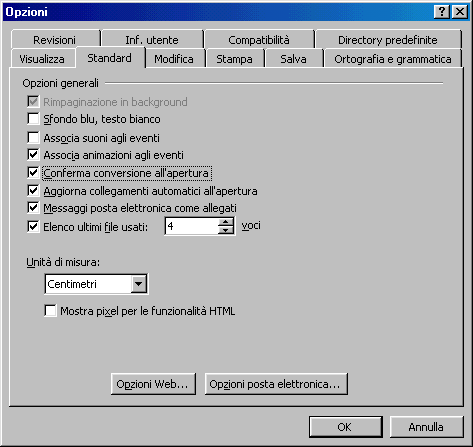 Opzioni
Revisioni Inf. utente Compatibilità Directory predefinite
Visualizza Standard Modifica Stampa Salva Ortografia e grammatica
Opzioni generali
Rimpaginazione in background
Sfondo blu, testo bianco
Associa suoni agli eventi
Associa animazioni agli eventi
Conferma conversione all'apertura
Aggiorna collegamenti automatici all'apertura
Messaggi posta elettronica come allegati
Elenco ultimi file usati: 4 voci
Unità di misura:
Centimetri
Mostra pixel per le funzionalità HTML
Opzioni Web... Opzioni posta elettronica...
OK Annulla